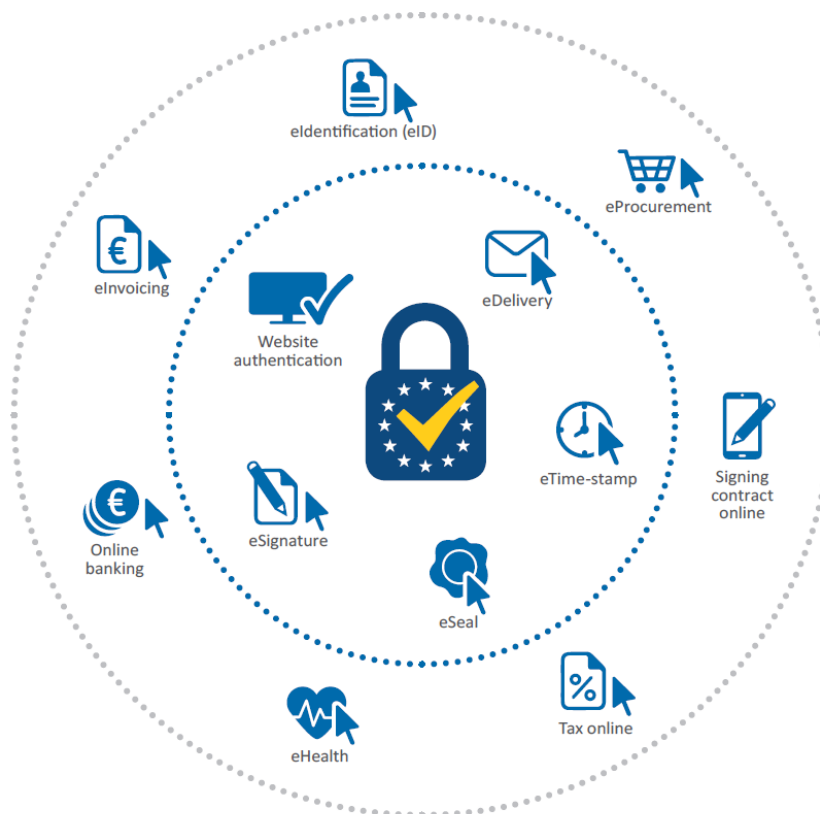 eIdentification (eID)
eProcurement
eInvoicing
eDelivery
Website
authentication
eTime-stamp
Signing
contract
online
eSignature
Online
banking
eSeal
Tax online
eHealth